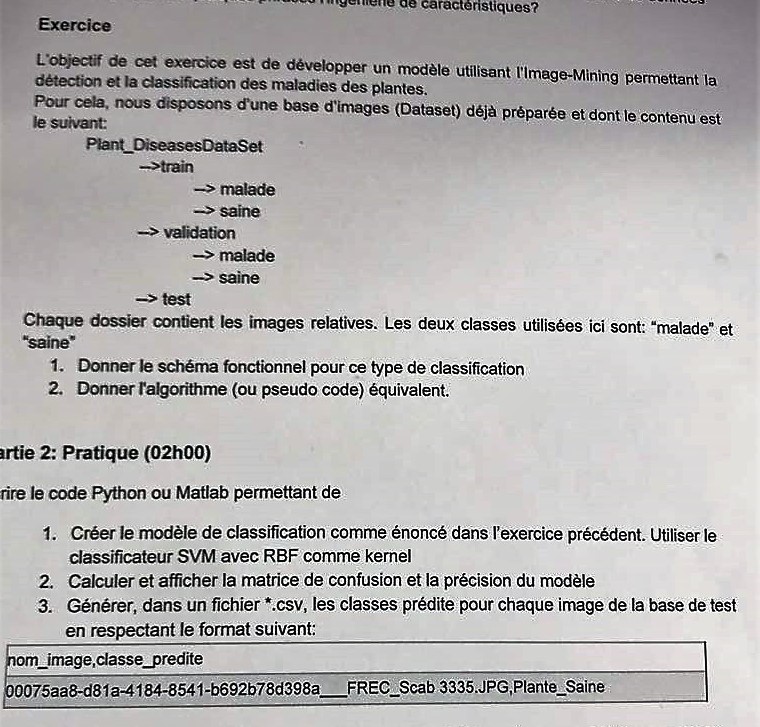 de caractéristiques?
Exercice
L'objectif de cet exercice est de développer un modèle utilisant l'Image-Mining permettant la
détection et la classification des maladies des plantes.
Pour cela, nous disposons d'une base d'images (Dataset) déjà préparée et dont le contenu est
le suivant:
Plant_DiseasesDataSet
-->train
--> malade
--> saine
--> validation
--> malade
--> saine
--> test
Chaque dossier contient les images relatives. Les deux classes utilisées ici sont: "malade" et
"saine"
1. Donner le schéma fonctionnel pour ce type de classification
2. Donner l'algorithme (ou pseudo code) équivalent.
artie 2: Pratique (02h00)
rire le code Python ou Matlab permettant de
1. Créer le modèle de classification comme énoncé dans l'exercice précédent. Utiliser le
classificateur SVM avec RBF comme kernel
2. Calculer et afficher la matrice de confusion et la précision du modèle
3. Générer, dans un fichier *.csv, les classes prédite pour chaque image de la base de test
en respectant le format suivant:
nom_image,classe_predite
00075aa8-d81a-4184-8541-b692b78d398a___FREC_Scab 3335.JPG,Plante_Saine